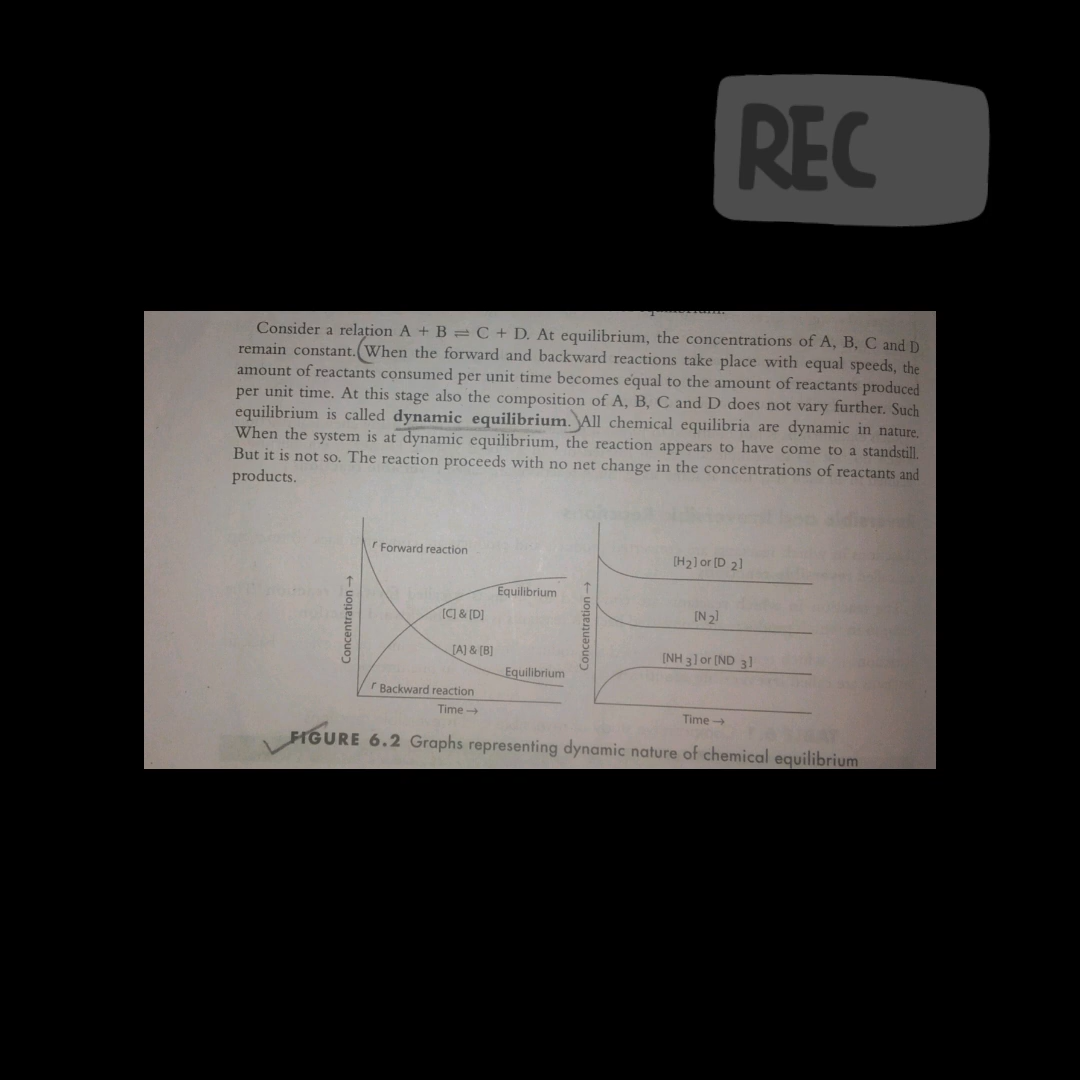 REC
Consider a relation A + B ⇌ C + D. At equilibrium, the concentrations of A, B, C and D
remain constant. When the forward and backward reactions take place with equal speeds, the
amount of reactants consumed per unit time becomes equal to the amount of reactants produced
per unit time. At this stage also the composition of A, B, C and D does not vary further. Such
equilibrium is called dynamic equilibrium. All chemical equilibria are dynamic in nature.
When the system is at dynamic equilibrium, the reaction appears to have come to a standstill.
But it is not so. The reaction proceeds with no net change in the concentrations of reactants and
products.
Concentration →
r Forward reaction
Equilibrium
[C] & [D]
[A] & [B]
Equilibrium
r Backward reaction
Time →
Concentration →
[H2] or [D 2]
[N2]
[NH 3] or [ND 3]
Time →
FIGURE 6.2 Graphs representing dynamic nature of chemical equilibrium